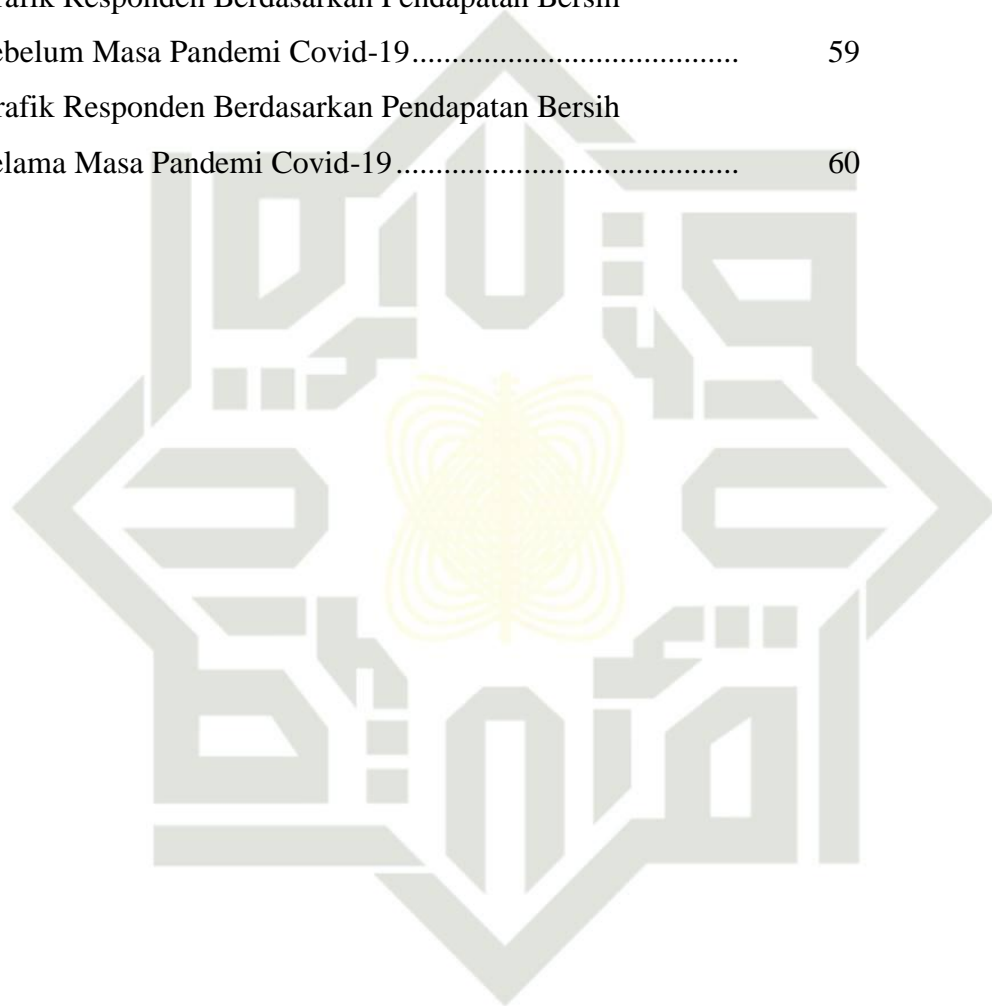 rafik Responden Berdasarkan Pendapatan Bersih
ebelum Masa Pandemi Covid-19......................................... 59
rafik Responden Berdasarkan Pendapatan Bersih
elama Masa Pandemi Covid-19........................................... 60